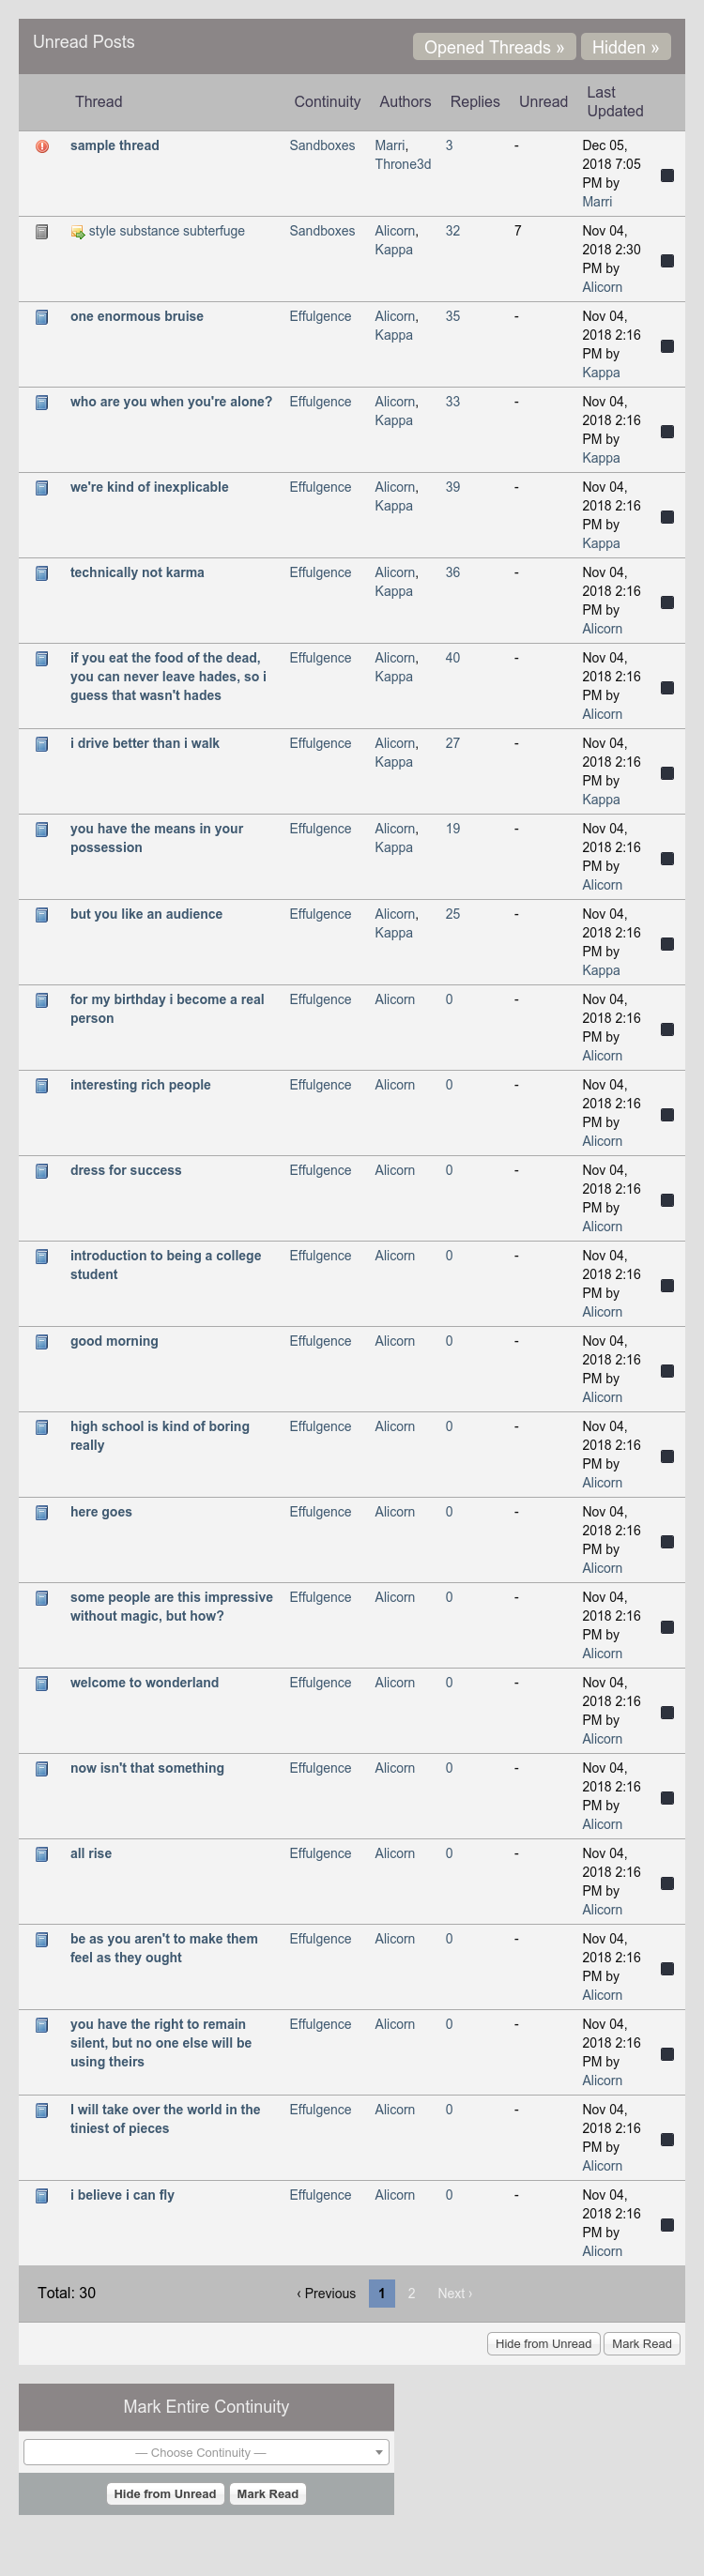 Unread Posts
Opened Threads »
Hidden »
Thread Continuity Authors Replies Unread Last
Updated
sample thread Sandboxes Marri, 3 - Dec 05,
Throne3d 2018 7:05
PM by
Marri
style substance subterfuge Sandboxes Alicorn, 32 7 Nov 04,
Kappa 2018 2:30
PM by
Alicorn
one enormous bruise Effulgence Alicorn, 35 - Nov 04,
Kappa 2018 2:16
PM by
Kappa
who are you when you're alone? Effulgence Alicorn, 33 - Nov 04,
Kappa 2018 2:16
PM by
Kappa
we're kind of inexplicable Effulgence Alicorn, 39 - Nov 04,
Kappa 2018 2:16
PM by
Kappa
technically not karma Effulgence Alicorn, 36 - Nov 04,
Kappa 2018 2:16
PM by
Alicorn
if you eat the food of the dead, Effulgence Alicorn, 40 - Nov 04,
you can never leave hades, so i Kappa 2018 2:16
guess that wasn't hades PM by
Alicorn
i drive better than i walk Effulgence Alicorn, 27 - Nov 04,
Kappa 2018 2:16
PM by
Kappa
you have the means in your Effulgence Alicorn, 19 - Nov 04,
possession Kappa 2018 2:16
PM by
Alicorn
but you like an audience Effulgence Alicorn, 25 - Nov 04,
Kappa 2018 2:16
PM by
Kappa
for my birthday i become a real Effulgence Alicorn 0 - Nov 04,
person 2018 2:16
PM by
Alicorn
interesting rich people Effulgence Alicorn 0 - Nov 04,
2018 2:16
PM by
Alicorn
dress for success Effulgence Alicorn 0 - Nov 04,
2018 2:16
PM by
Alicorn
introduction to being a college Effulgence Alicorn 0 - Nov 04,
student 2018 2:16
PM by
Alicorn
good morning Effulgence Alicorn 0 - Nov 04,
2018 2:16
PM by
Alicorn
high school is kind of boring Effulgence Alicorn 0 - Nov 04,
really 2018 2:16
PM by
Alicorn
here goes Effulgence Alicorn 0 - Nov 04,
2018 2:16
PM by
Alicorn
some people are this impressive Effulgence Alicorn 0 - Nov 04,
without magic, but how? 2018 2:16
PM by
Alicorn
welcome to wonderland Effulgence Alicorn 0 - Nov 04,
2018 2:16
PM by
Alicorn
now isn't that something Effulgence Alicorn 0 - Nov 04,
2018 2:16
PM by
Alicorn
all rise Effulgence Alicorn 0 - Nov 04,
2018 2:16
PM by
Alicorn
be as you aren't to make them Effulgence Alicorn 0 - Nov 04,
feel as they ought 2018 2:16
PM by
Alicorn
you have the right to remain Effulgence Alicorn 0 - Nov 04,
silent, but no one else will be 2018 2:16
using theirs PM by
Alicorn
I will take over the world in the Effulgence Alicorn 0 - Nov 04,
tiniest of pieces 2018 2:16
PM by
Alicorn
i believe i can fly Effulgence Alicorn 0 - Nov 04,
2018 2:16
PM by
Alicorn
Total: 30 ‹ Previous 1 2 Next ›
Hide from Unread Mark Read
Mark Entire Continuity
— Choose Continuity —
Hide from Unread Mark Read